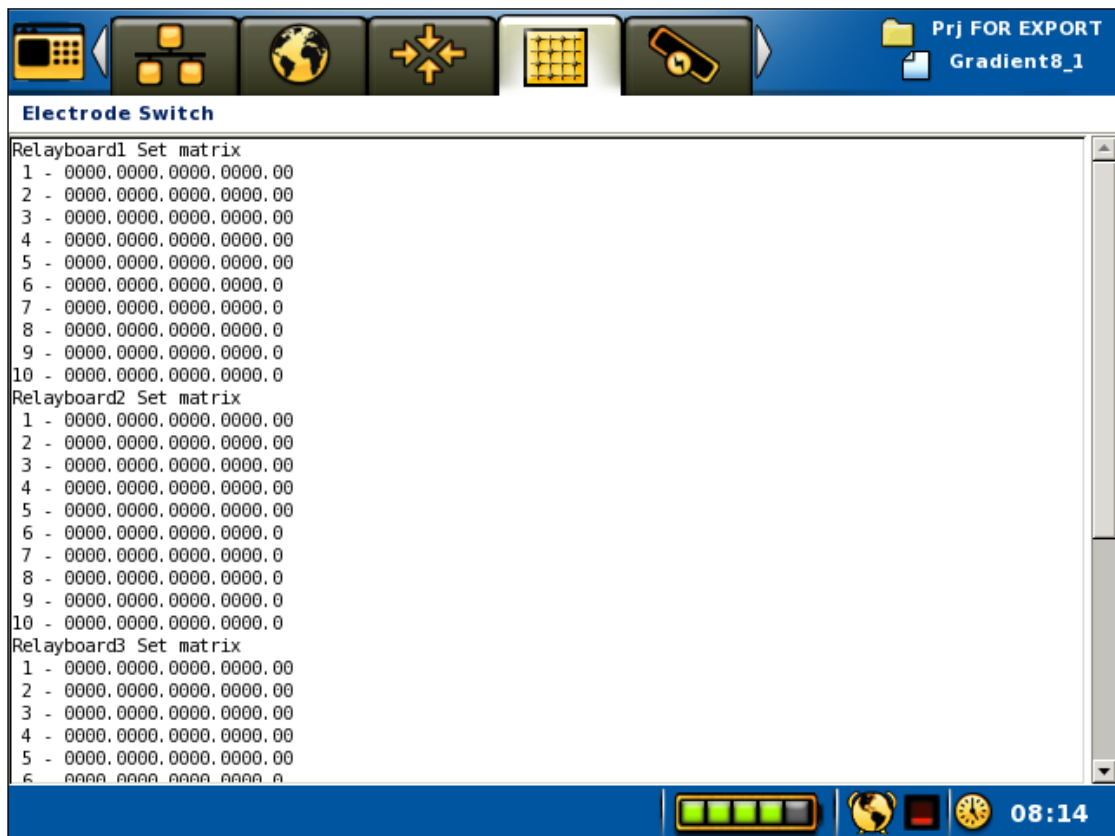 Prj FOR EXPORT
Gradient8_1
Electrode Switch
Relayboard1 Set matrix
1 - 0000.0000.0000.0000.00
2 - 0000.0000.0000.0000.00
3 - 0000.0000.0000.0000.00
4 - 0000.0000.0000.0000.00
5 - 0000.0000.0000.0000.00
6 - 0000.0000.0000.0000.0
7 - 0000.0000.0000.0000.0
8 - 0000.0000.0000.0000.0
9 - 0000.0000.0000.0000.0
10 - 0000.0000.0000.0000.0
Relayboard2 Set matrix
1 - 0000.0000.0000.0000.00
2 - 0000.0000.0000.0000.00
3 - 0000.0000.0000.0000.00
4 - 0000.0000.0000.0000.00
5 - 0000.0000.0000.0000.00
6 - 0000.0000.0000.0000.0
7 - 0000.0000.0000.0000.0
8 - 0000.0000.0000.0000.0
9 - 0000.0000.0000.0000.0
10 - 0000.0000.0000.0000.0
Relayboard3 Set matrix
1 - 0000.0000.0000.0000.00
2 - 0000.0000.0000.0000.00
3 - 0000.0000.0000.0000.00
4 - 0000.0000.0000.0000.00
5 - 0000.0000.0000.0000.00
6 - 0000.0000.0000.0000.0
08:14